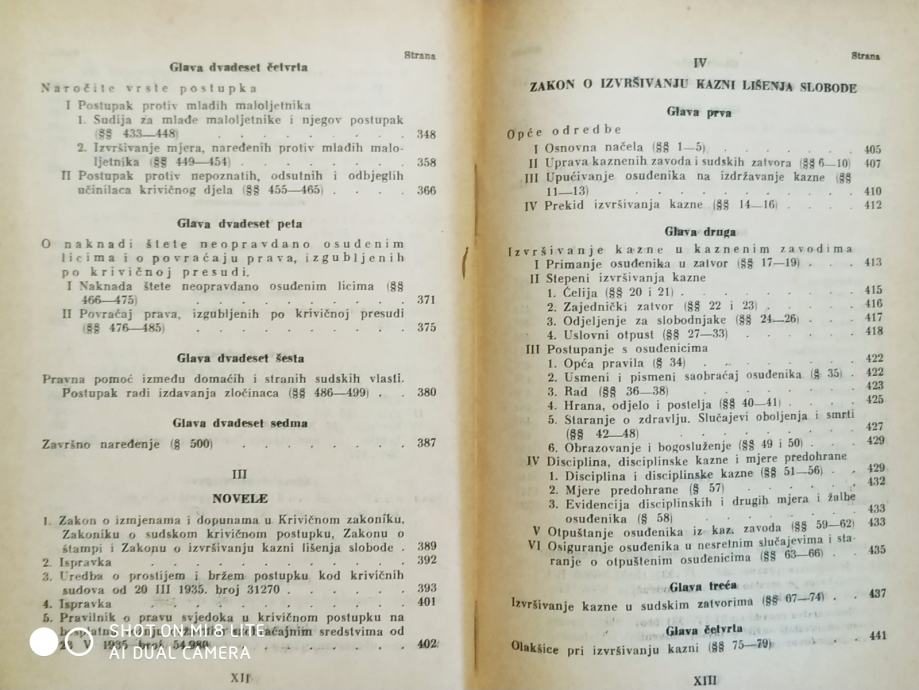 Strana
Glava dvadeset četvrta
Naročite vrste postupka
I Postupak protiv mladih maloljetnika
1. Sudija za mlađe maloljetnike i njegov postupak
(§§ 433—448) . . . . . . 348
2. Izvršivanje mjera, naređenih protiv mladih malo-
ljetnika (§§ 449—454) . . . . . 358
II Postupak protiv nepoznatih, odsutnih i odbjeglih
učinilaca krivičnog djela (§§ 455—465) . . . . 366
Glava dvadeset peta
O naknadi štete neopravdano osuđenim
licima i o povraćaju prava, izgubljenih
po krivičnoj presudi.
I Naknada štete neopravdano osuđenim licima (§§
466—475) . . . . . . . 371
II Povraćaj prava, izgubljenih po krivičnoj presudi
(§§ 476—485) . . . . . . . 375
Glava dvadeset šesta
Pravna pomoć između domaćih i stranih sudskih vlasti.
Postupak radi izdavanja zločinaca (§§ 486—499) . . 380
Glava dvadeset sedma
Završno naređenje (§ 500) . . . . . . 387
III
NOVELE
1. Zakon o izmjenama i dopunama u Krivičnom zakoniku,
Zakoniku o sudskom krivičnom postupku, Zakonu o
štampi i Zakonu o izvršivanju kazni lišenja slobode . 389
2. Ispravka . . . . . . . . 392
3. Uredba o prostijem i bržem postupku kod krivičnih
sudova od 20 III 1935. broj 31270 . . . . . 393
4. Ispravka . . . . . . . . 401
5. Pravilnik o pravu svjedoka u krivičnom postupku na
sredstvima od
1935 402
XII
Strana
IV
ZAKON O IZVRŠIVANJU KAZNI LIŠENJA SLOBODE
Glava prva
Opće odredbe
I Osnovna načela (§§ 1—5) . . . . . 405
II Uprava kaznenih zavoda i sudskih zatvora (§§ 6—10) 407
III Upućivanje osuđenika na izdržavanje kazne (§§
11—13) . . . . . . . 410
IV Prekid izvršivanja kazne (§§ 14—16) . . . . 412
Glava druga
Izvršivanje kazne u kaznenim zavodima
I Primanje osuđenika u zatvor (§§ 17—19) . . . 413
II Stepeni izvršivanja kazne
1. Ćelija (§§ 20 i 21) . . . . . . 415
2. Zajednički zatvor (§§ 22 i 23) . . . . 416
3. Odjeljenje za slobodnjake (§§ 24—26) . . . 417
4. Uslovni otpust (§§ 27—33) . . . . . 418
III Postupanje s osuđenicima
1. Opća pravila (§ 34) . . . . . . 422
2. Usmeni i pismeni saobraćaj osuđenika (§ 35) . . 422
3. Rad (§§ 36—38) . . . . . . 423
4. Hrana, odjelo i postelja (§§ 40—41) . . . . 425
5. Staranje o zdravlju. Slučajevi oboljenja i smrti
(§§ 42—48) . . . . . . . 427
6. Obrazovanje i bogosluženje (§§ 49 i 50) . . . 429
IV Disciplina, disciplinske kazne i mjere predohrane
1. Disciplina i disciplinske kazne (§§ 51—56) . . 429
2. Mjere predohrane (§ 57) . . . . . 432
3. Evidencija disciplinskih i drugih mjera i žalbe
osuđenika (§ 58) . . . . . . 433
V Otpuštanje osuđenika iz kaz. zavoda (§§ 59—62) 433
VI Osiguranje osuđenika u nesretnim slučajevima i sta-
ranje o otpuštenim osuđenicima (§§ 63—66) . . 435
Glava treća
Izvršivanje kazne u sudskim zatvorima (§§ 67—74) . . 437
Glava četvrta
Olakšice pri izvršivanju kazni (§§ 75—79) . . . 441
XIII
SHOT ON MI 8 LITE
AI DUAL CAMERA